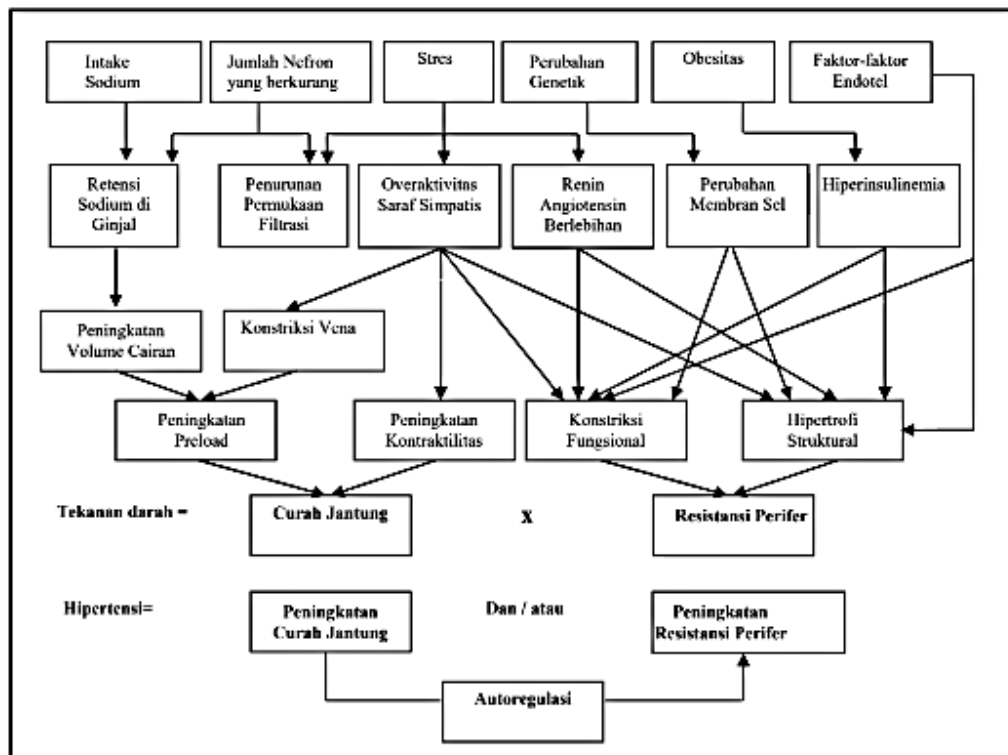 Intake
Sodium
Jumlah Nefron
yang berkurang
Stres
Perubahan
Genetik
Obesitas
Faktor-faktor
Endotel
Retensi
Sodium di
Ginjal
Penurunan
Permukaan
Filtrasi
Overaktivitas
Saraf Simpatis
Renin
Angiotensin
Berlebihan
Perubahan
Membran Sel
Hiperinsulinemia
Peningkatan
Volume Cairan
Konstriksi Vena
Peningkatan
Preload
Peningkatan
Kontraktilitas
Konstriksi
Fungsional
Hipertrofi
Struktural
Tekanan darah =
Curah Jantung
x
Resistansi Perifer
Hipertensi=
Peningkatan
Curah Jantung
Dan / atau
Peningkatan
Resistansi Perifer
Autoregulasi